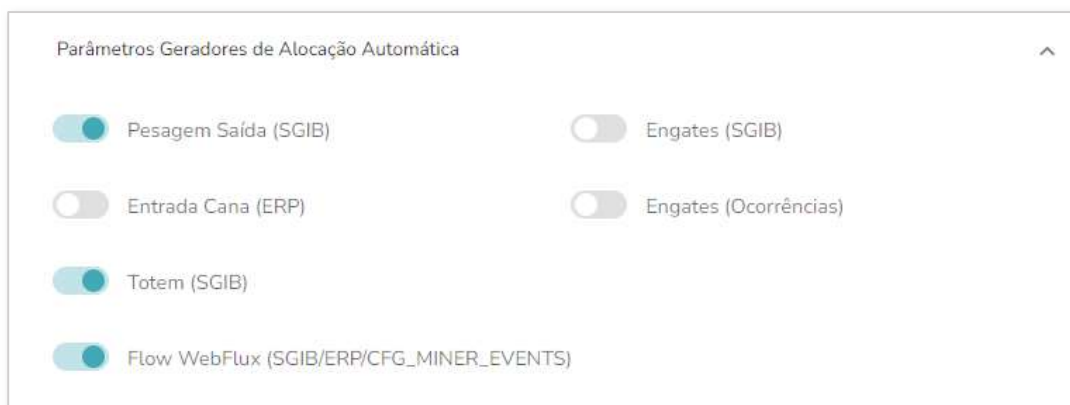 Parâmetros Geradores de Alocação Automática
Pesagem Saída (SGIB)
Engates (SGIB)
Entrada Cana (ERP)
Engates (Ocorrências)
Totem (SGIB)
Flow WebFlux (SGIB/ERP/CFG_MINER_EVENTS)